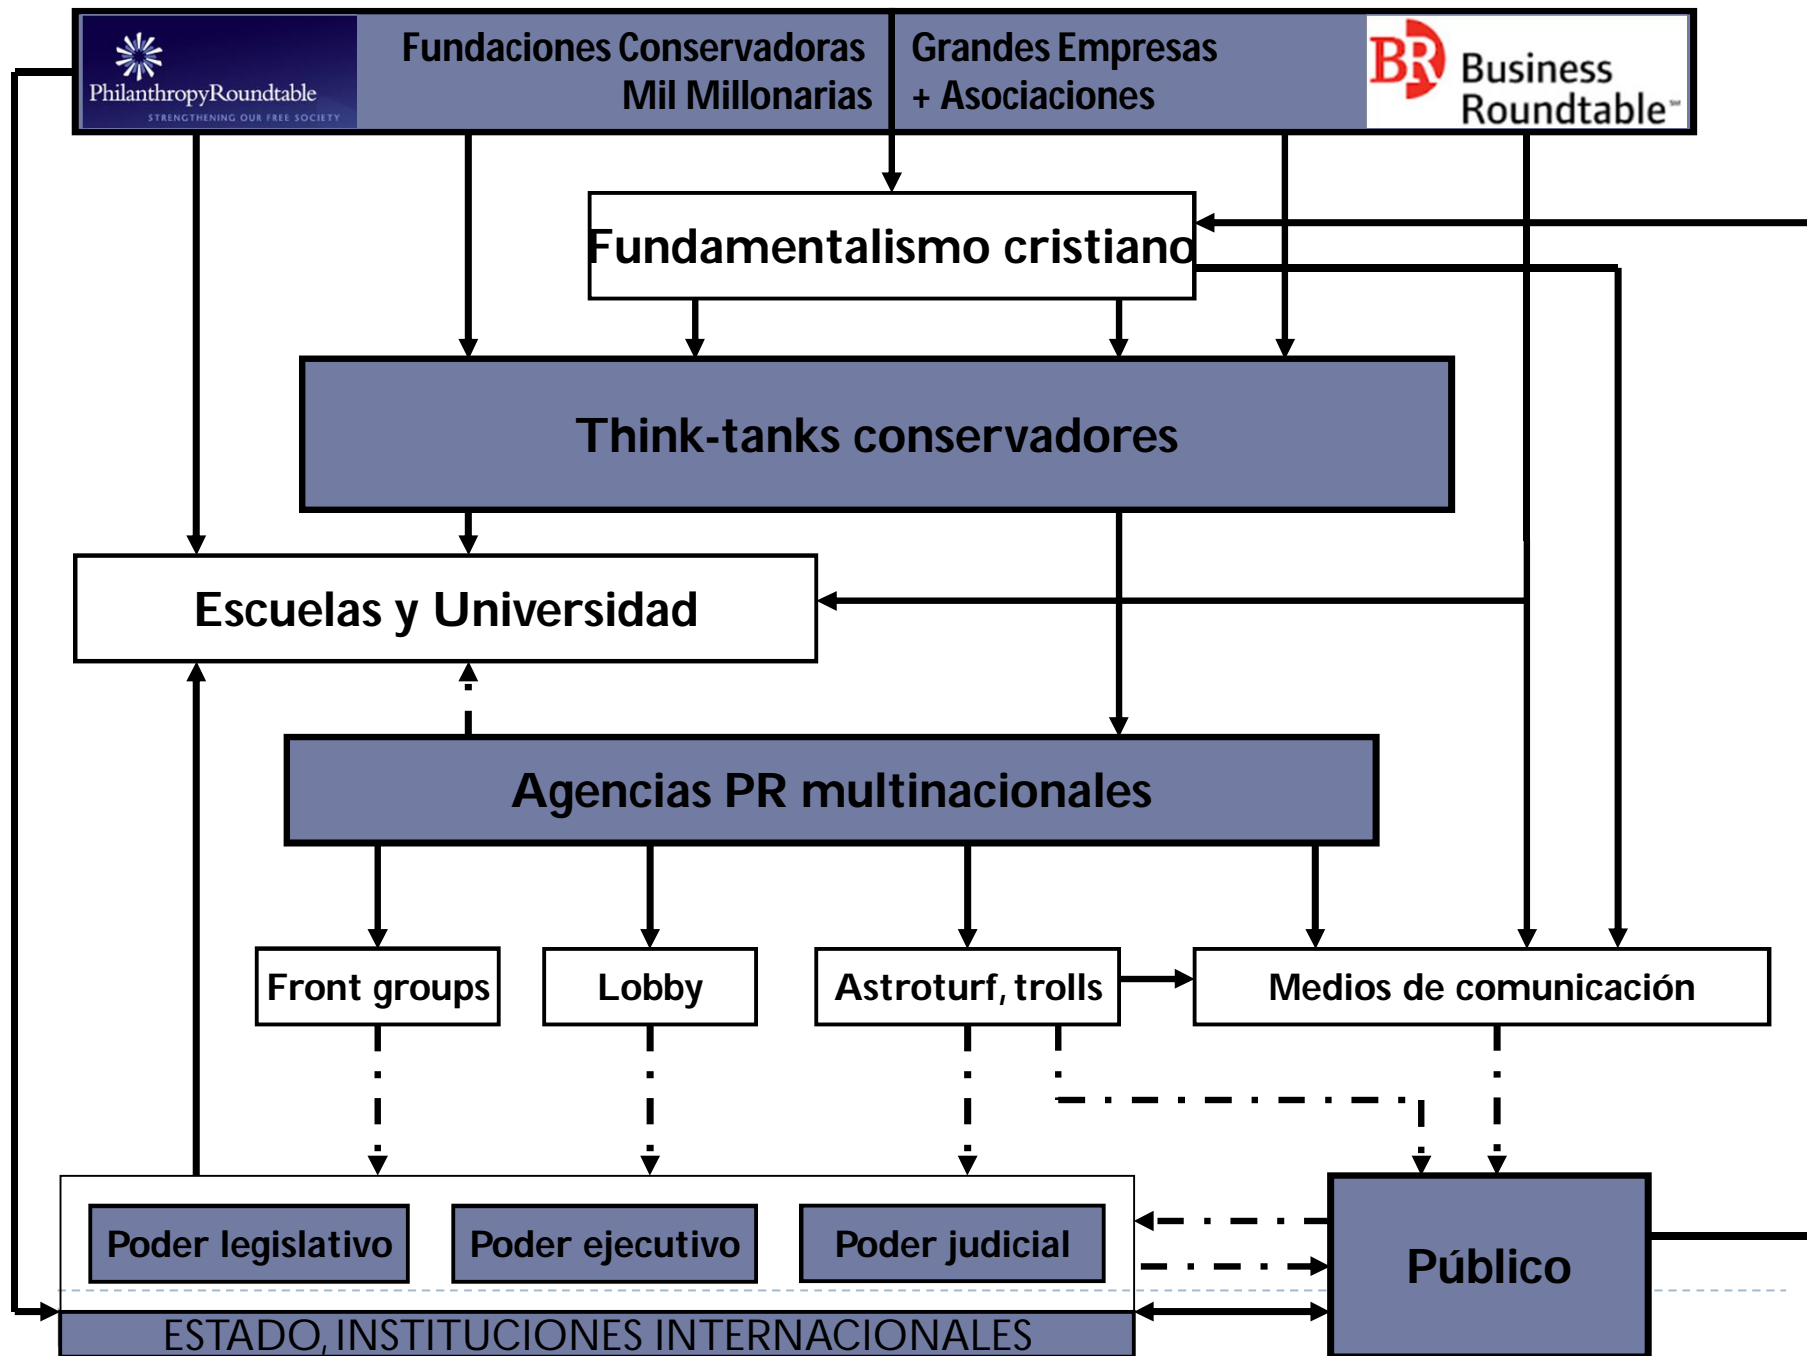 PhilanthropyRoundtable
STRENGTHENING OUR FREE SOCIETY
Fundaciones Conservadoras
Mil Millonarias
Grandes Empresas
+ Asociaciones
BR Business
Roundtable℠
Fundamentalismo cristiano
Think-tanks conservadores
Escuelas y Universidad
Agencias PR multinacionales
Front groups
Lobby
Astroturf, trolls
Medios de comunicación
Poder legislativo
Poder ejecutivo
Poder judicial
Público
ESTADO, INSTITUCIONES INTERNACIONALES